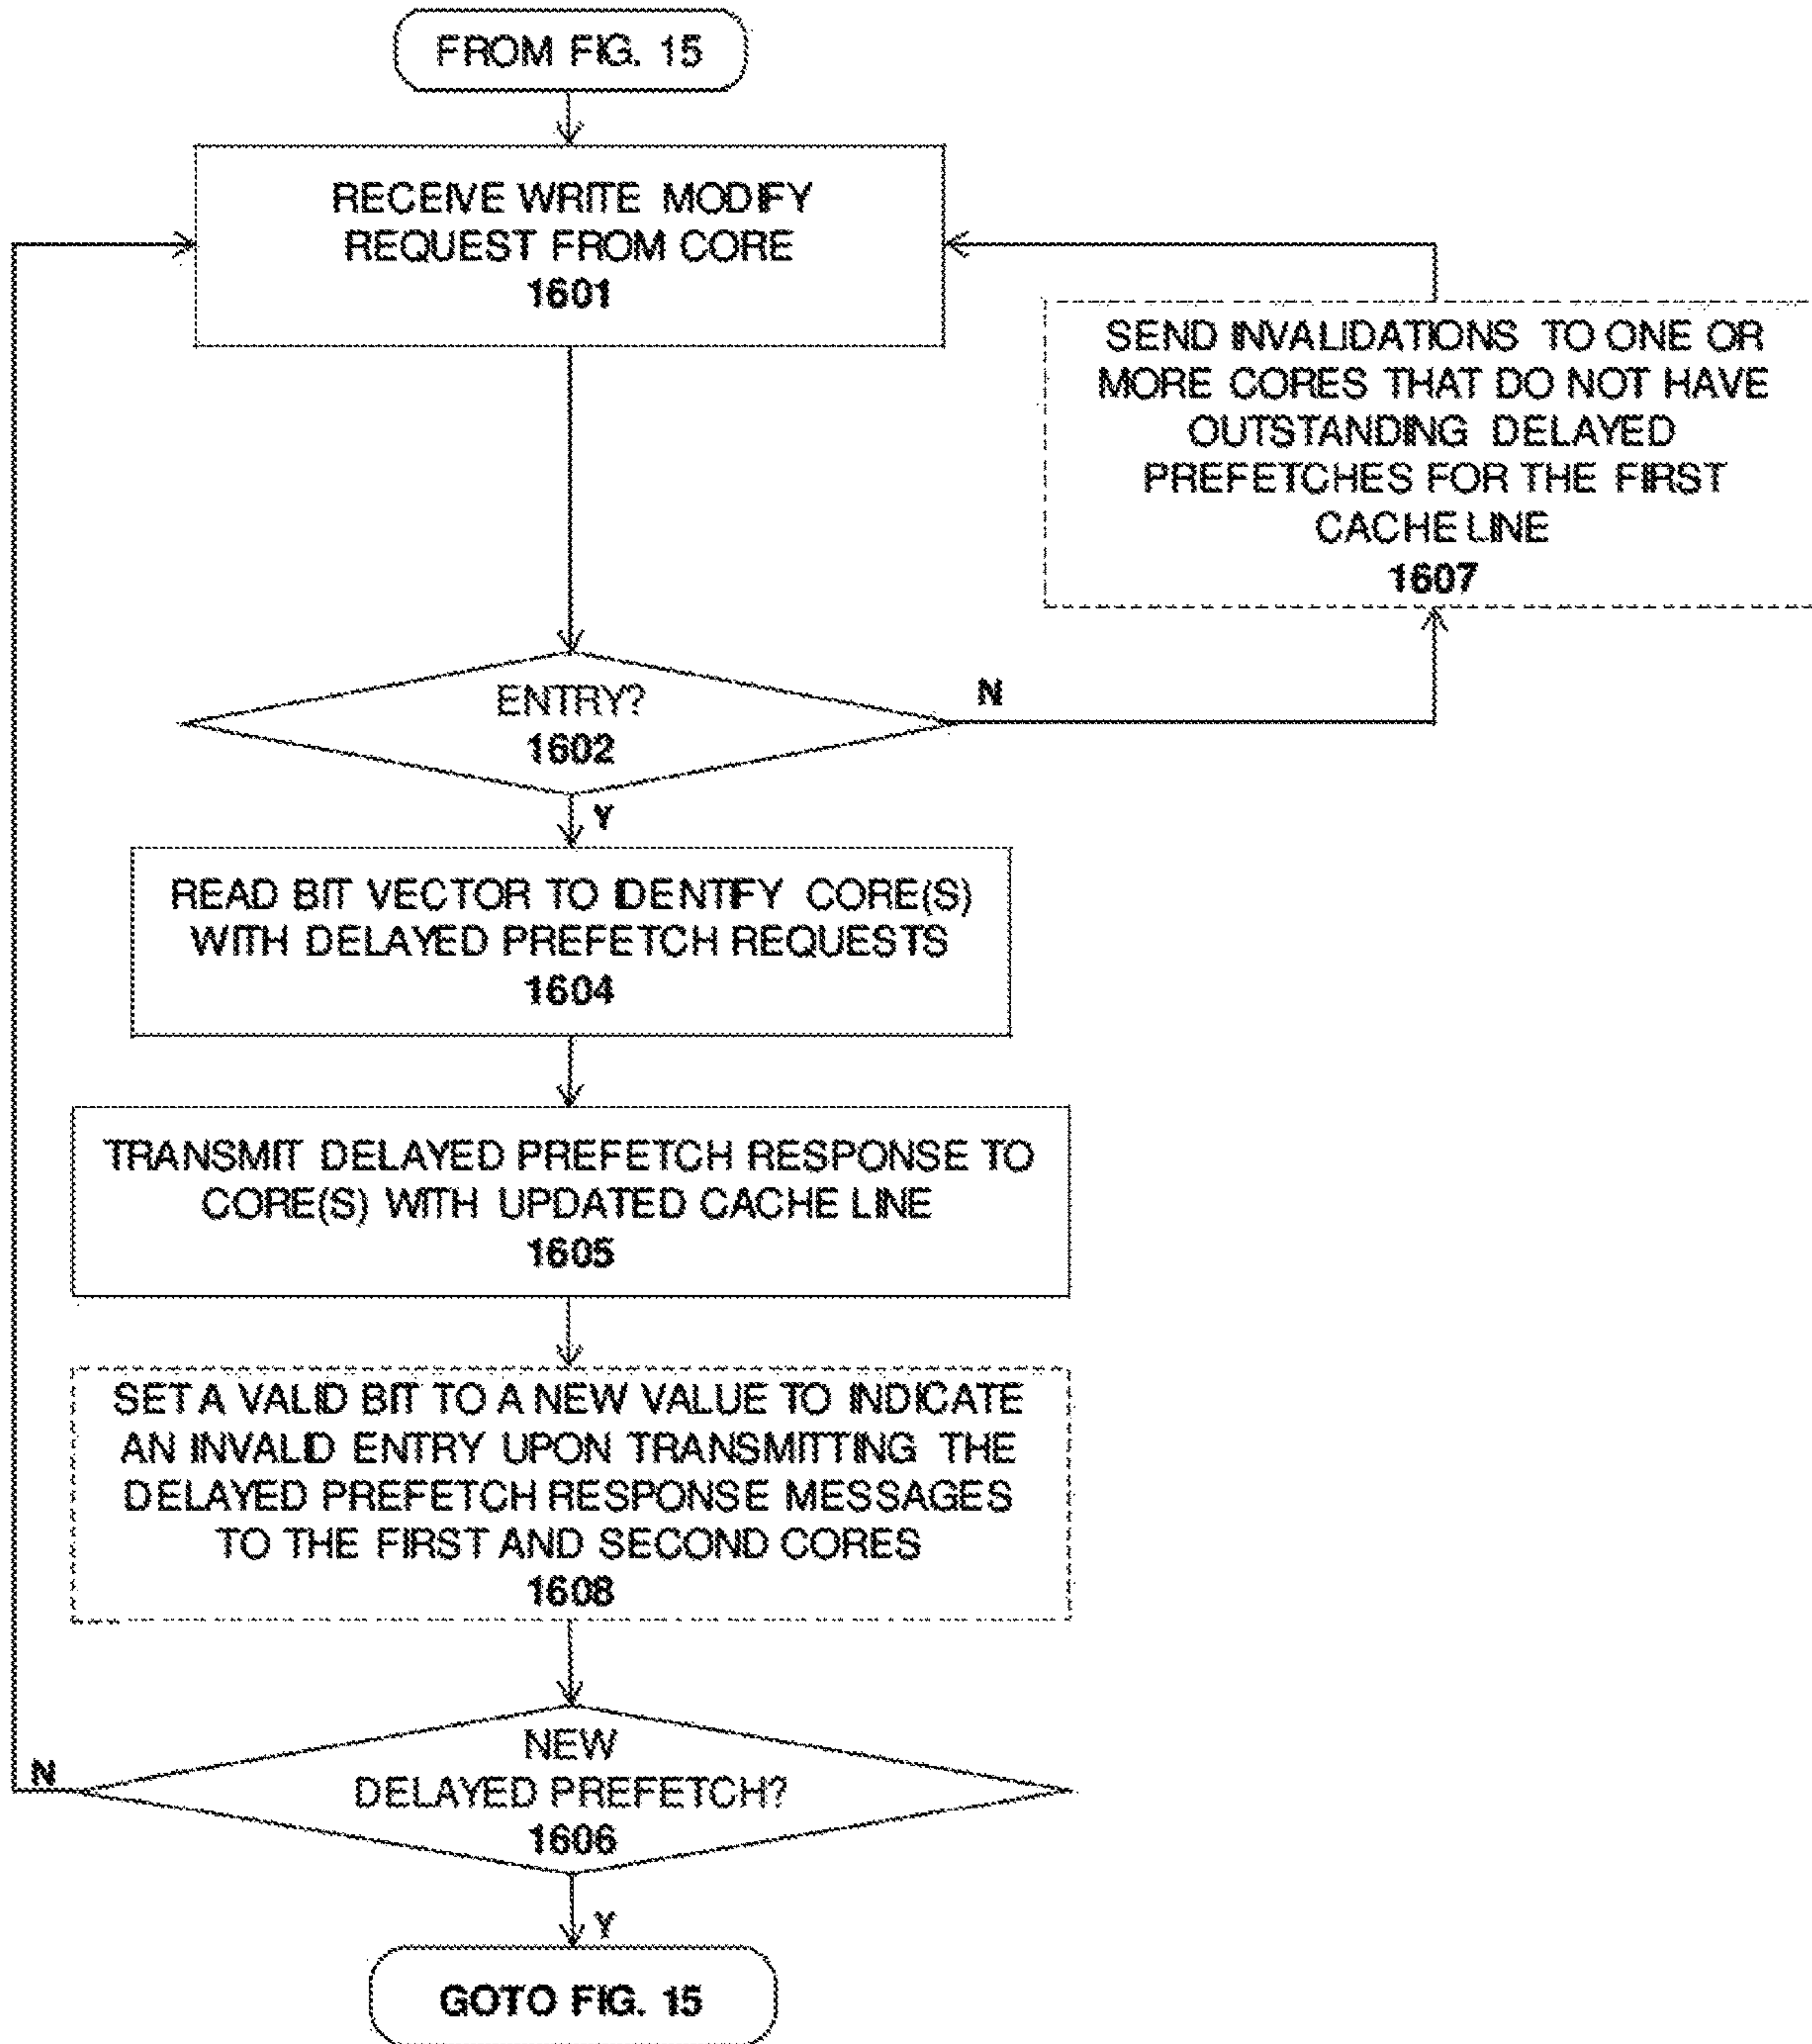 FROM FIG. 15
RECEIVE WRITE MODIFY
REQUEST FROM CORE
1601
SEND INVALIDATIONS TO ONE OR
MORE CORES THAT DO NOT HAVE
OUTSTANDING DELAYED
PREFETCHES FOR THE FIRST
CACHE LINE
1607
ENTRY?
1602
N
Y
READ BIT VECTOR TO IDENTIFY CORE(S)
WITH DELAYED PREFETCH REQUESTS
1604
TRANSMIT DELAYED PREFETCH RESPONSE TO
CORE(S) WITH UPDATED CACHE LINE
1605
SET A VALID BIT TO A NEW VALUE TO INDICATE
AN INVALID ENTRY UPON TRANSMITTING THE
DELAYED PREFETCH RESPONSE MESSAGES
TO THE FIRST AND SECOND CORES
1608
NEW
DELAYED PREFETCH?
1606
N
Y
GOTO FIG. 15